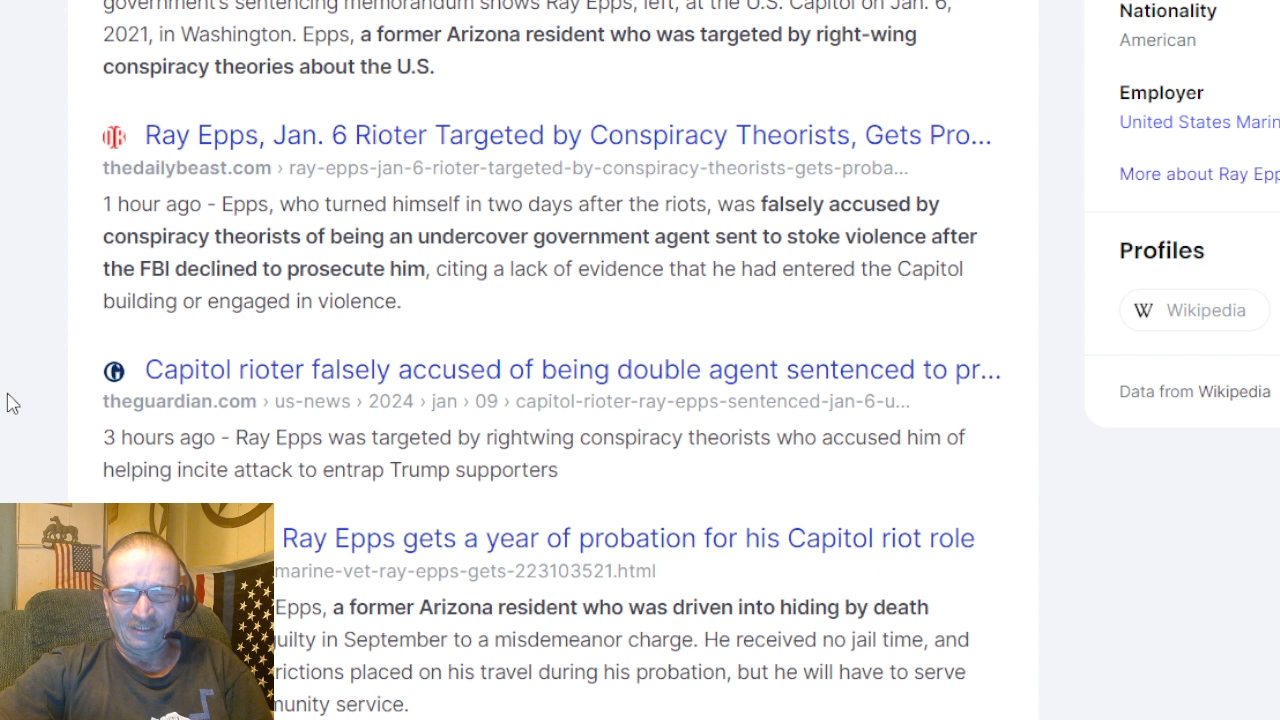 government's sentencing memorandum shows Ray Epps, left, at the U.S. Capitol on Jan. 6,
2021, in Washington. Epps, a former Arizona resident who was targeted by right-wing
conspiracy theories about the U.S.
Ray Epps, Jan. 6 Rioter Targeted by Conspiracy Theorists, Gets Pro...
thedailybeast.com › ray-epps-jan-6-rioter-targeted-by-conspiracy-theorists-gets-proba...
1 hour ago - Epps, who turned himself in two days after the riots, was falsely accused by
conspiracy theorists of being an undercover government agent sent to stoke violence after
the FBI declined to prosecute him, citing a lack of evidence that he had entered the Capitol
building or engaged in violence.
Capitol rioter falsely accused of being double agent sentenced to pr...
theguardian.com › us-news › 2024 › jan › 09 › capitol-rioter-ray-epps-sentenced-jan-6-u...
3 hours ago - Ray Epps was targeted by rightwing conspiracy theorists who accused him of
helping incite attack to entrap Trump supporters
Ray Epps gets a year of probation for his Capitol riot role
marine-vet-ray-epps-gets-223103521.html
Epps, a former Arizona resident who was driven into hiding by death
uilty in September to a misdemeanor charge. He received no jail time, and
rictions placed on his travel during his probation, but he will have to serve
nunity service.
Nationality
American
Employer
United States Marin
More about Ray Epp
Profiles
W Wikipedia
Data from Wikipedia